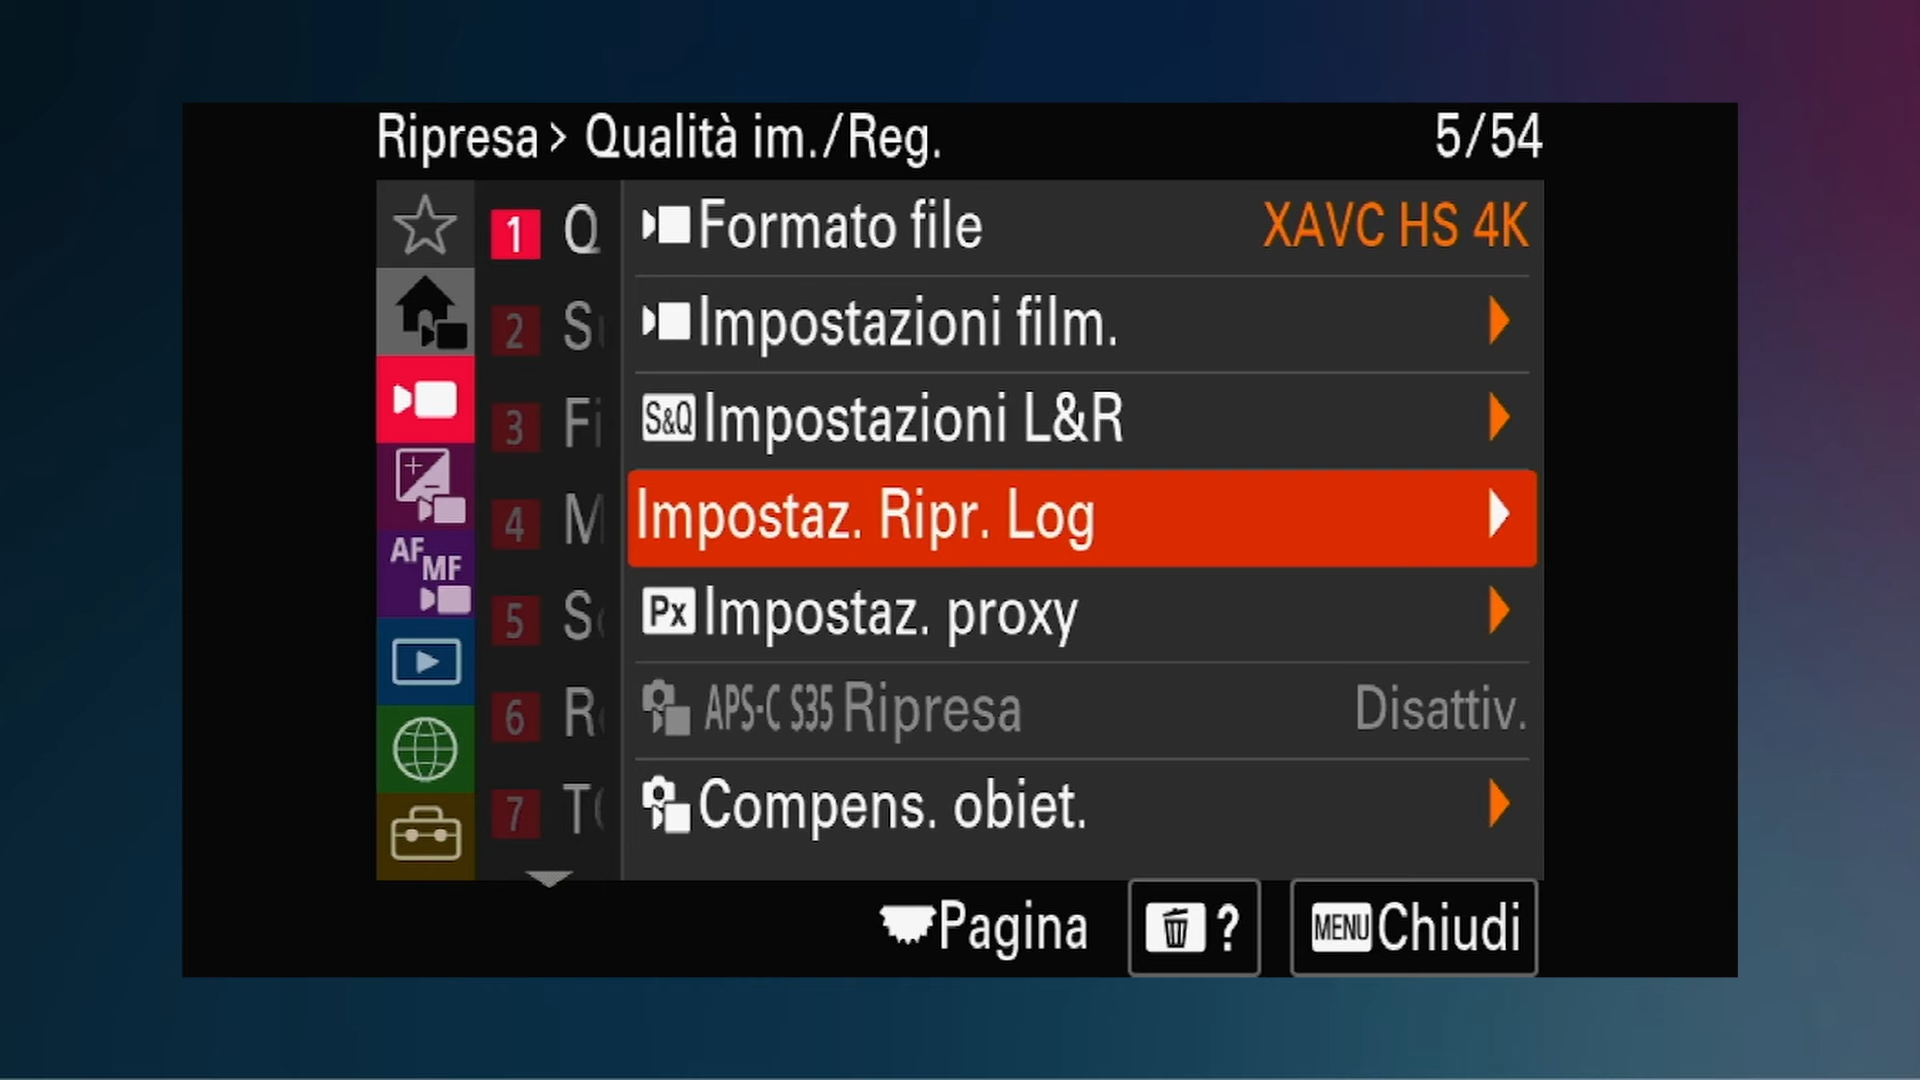 Ripresa> Qualità im./Reg. 5/54
1 Q
2 S
3 Fi
4 M
5 S
6 R
7 T
AF MF
Formato file XAVC HS 4K
Impostazioni film.
S&Q Impostazioni L&R
Impostaz. Ripr. Log
Px Impostaz. proxy
APS-C S35 Ripresa Disattiv.
Compens. obiet.
Pagina ? MENU Chiudi